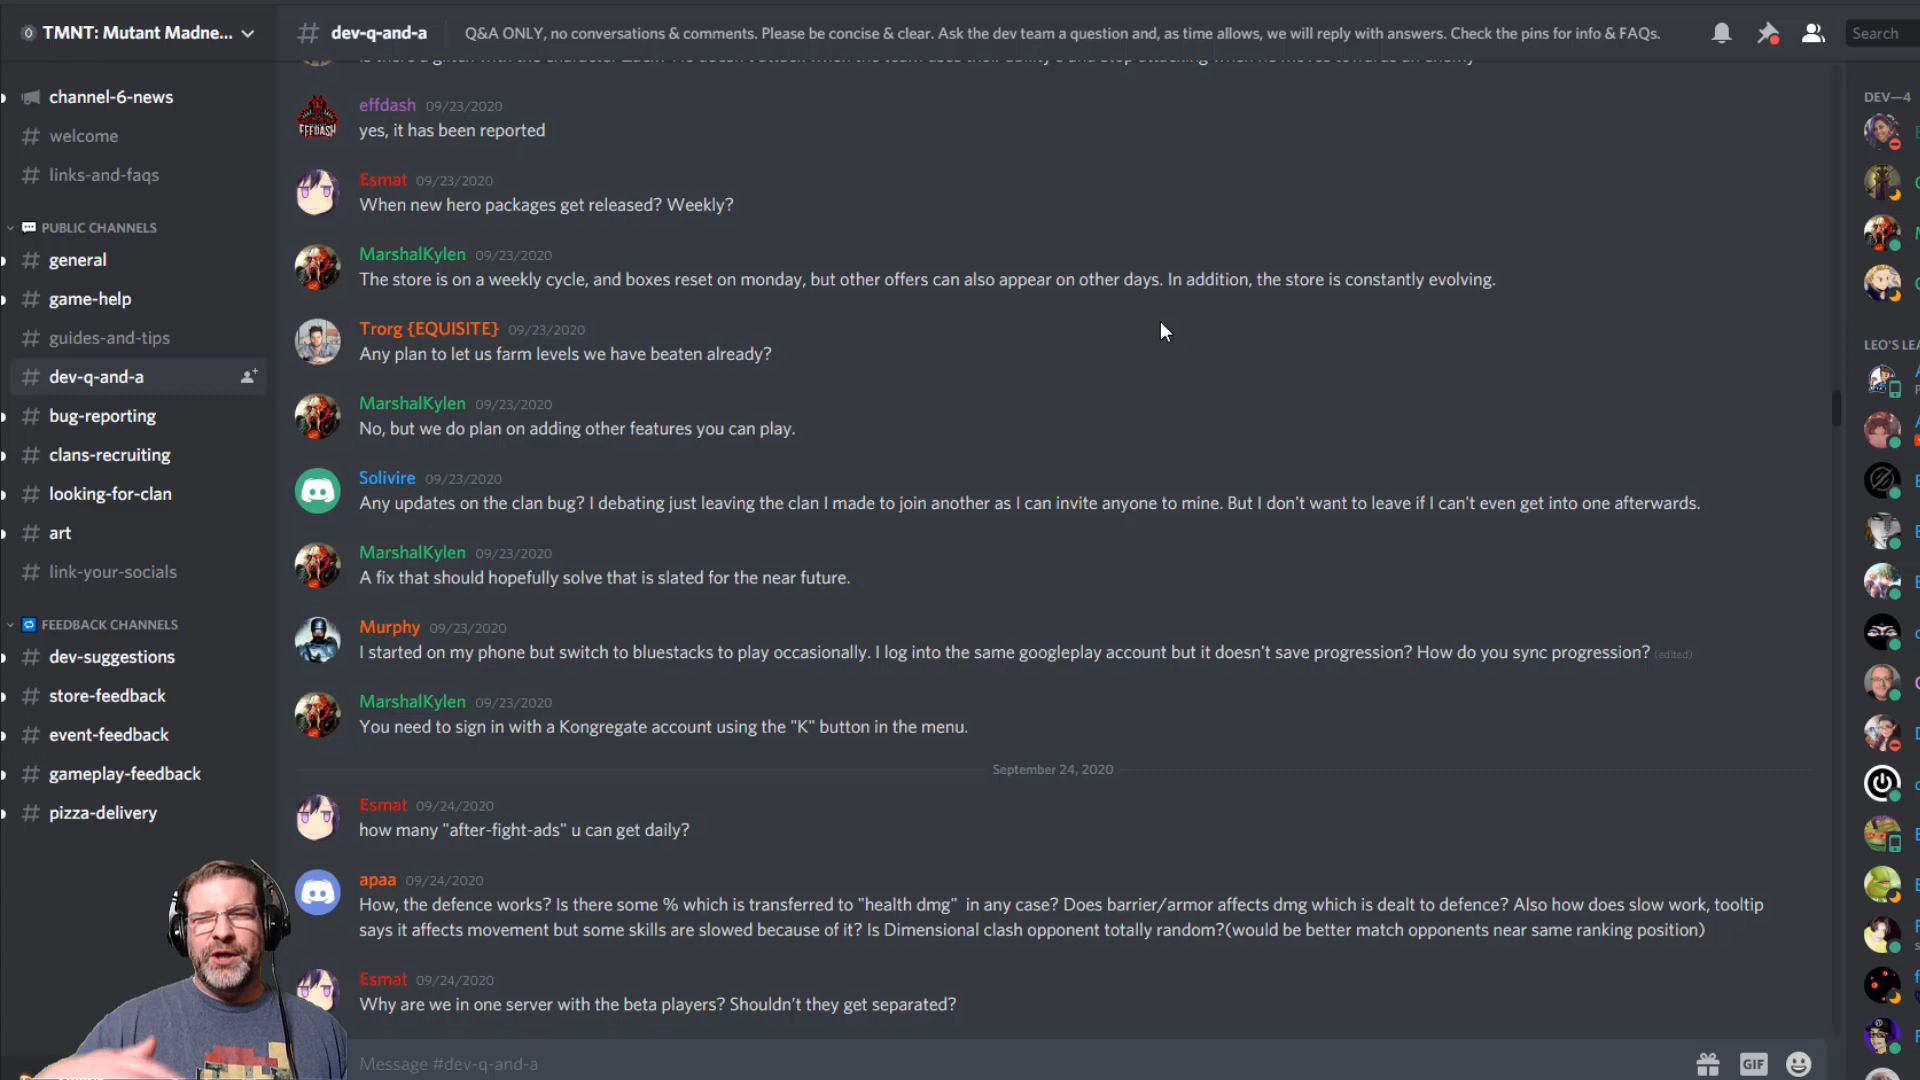 TMNT: Mutant Madne...
dev-q-and-a
Q&A ONLY, no conversations & comments. Please be concise & clear. Ask the dev team a question and, as time allows, we will reply with answers. Check the pins for info & FAQs.
Search
channel-6-news
welcome
links-and-faqs
PUBLIC CHANNELS
general
game-help
guides-and-tips
dev-q-and-a
bug-reporting
clans-recruiting
looking-for-clan
art
link-your-socials
FEEDBACK CHANNELS
dev-suggestions
store-feedback
event-feedback
gameplay-feedback
pizza-delivery
effdash 09/23/2020
yes, it has been reported
Esmat 09/23/2020
When new hero packages get released? Weekly?
MarshalKylen 09/23/2020
The store is on a weekly cycle, and boxes reset on monday, but other offers can also appear on other days. In addition, the store is constantly evolving.
Trorg {EQUISITE} 09/23/2020
Any plan to let us farm levels we have beaten already?
MarshalKylen 09/23/2020
No, but we do plan on adding other features you can play.
Solivire 09/23/2020
Any updates on the clan bug? I debating just leaving the clan I made to join another as I can invite anyone to mine. But I don't want to leave if I can't even get into one afterwards.
MarshalKylen 09/23/2020
A fix that should hopefully solve that is slated for the near future.
Murphy 09/23/2020
I started on my phone but switch to bluestacks to play occasionally. I log into the same googleplay account but it doesn't save progression? How do you sync progression? (edited)
MarshalKylen 09/23/2020
You need to sign in with a Kongregate account using the "K" button in the menu.
September 24, 2020
Esmat 09/24/2020
how many "after-fight-ads" u can get daily?
apaa 09/24/2020
How, the defence works? Is there some % which is transferred to "health dmg" in any case? Does barrier/armor affects dmg which is dealt to defence? Also how does slow work, tooltip
says it affects movement but some skills are slowed because of it? Is Dimensional clash opponent totally random?(would be better match opponents near same ranking position)
Esmat 09/24/2020
Why are we in one server with the beta players? Shouldn't they get separated?
Message #dev-q-and-a
GIF
DEV—4
LEO'S LEA